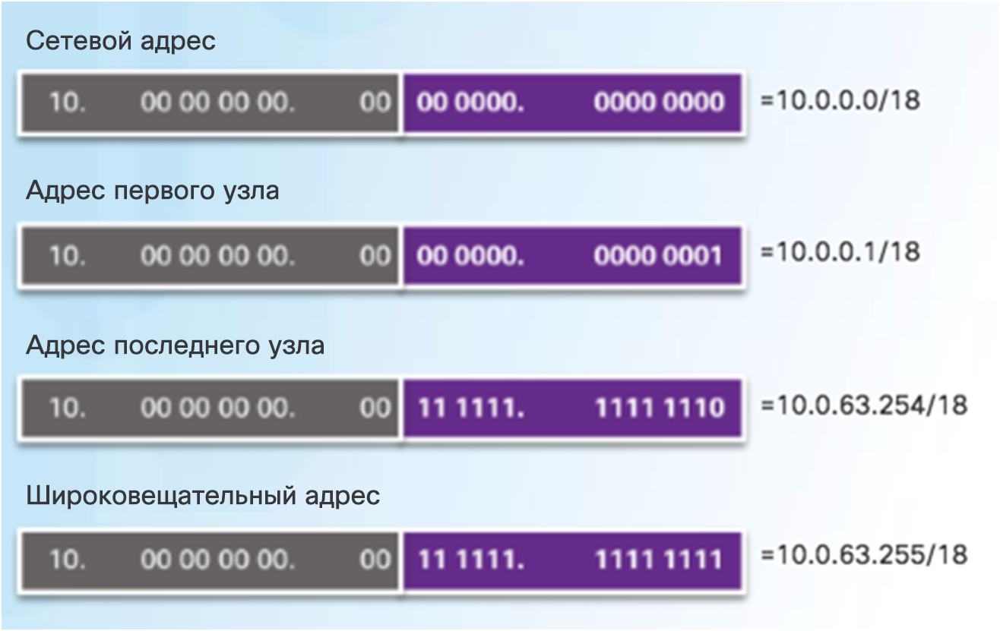 Сетевой адрес
10. 00 00 00 00. 00 00 0000. 0000 0000 =10.0.0.0/18
Адрес первого узла
10. 00 00 00 00. 00 00 0000. 0000 0001 =10.0.0.1/18
Адрес последнего узла
10. 00 00 00 00. 00 11 1111. 1111 1110 =10.0.63.254/18
Широковещательный адрес
10. 00 00 00 00. 00 11 1111. 1111 1111 =10.0.63.255/18